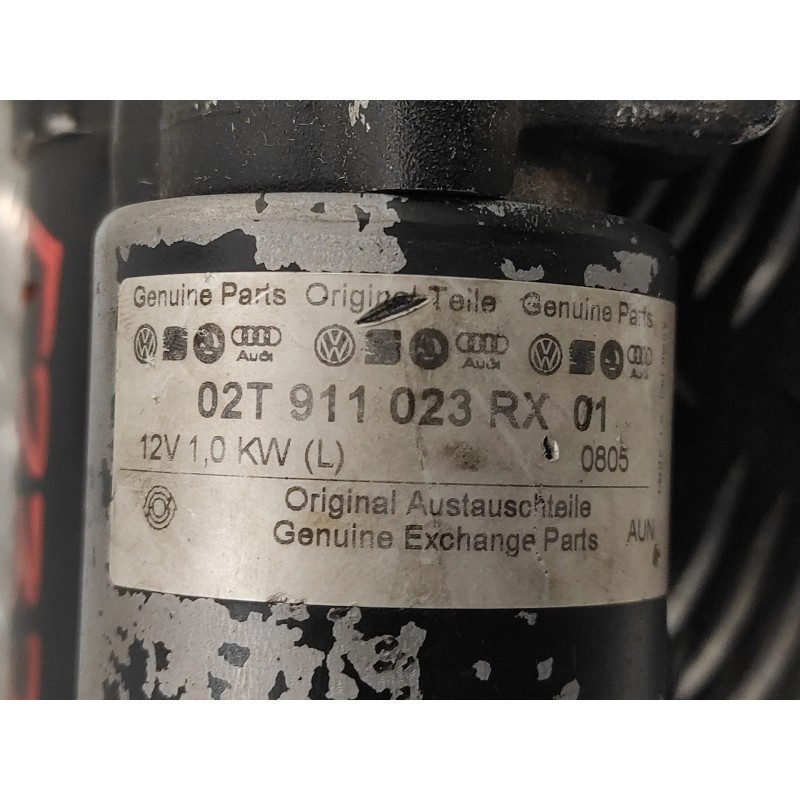 Genuine Parts Original Teile Genuine Parts
Audi Audi Audi
02T 911 023 RX 01
12V 1,0 KW (L) 0805
Original Austauschteile
Genuine Exchange Parts AUN